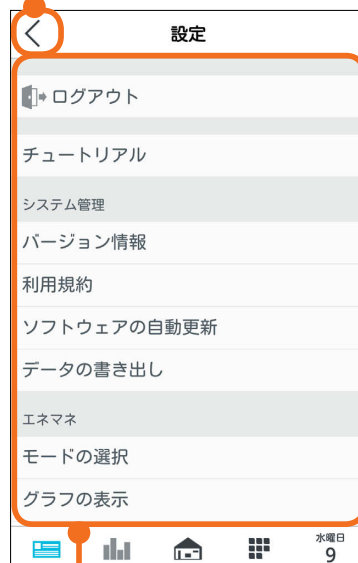 設定
ログアウト
チュートリアル
システム管理
バージョン情報
利用規約
ソフトウェアの自動更新
データの書き出し
エネマネ
モードの選択
グラフの表示
水曜日
9